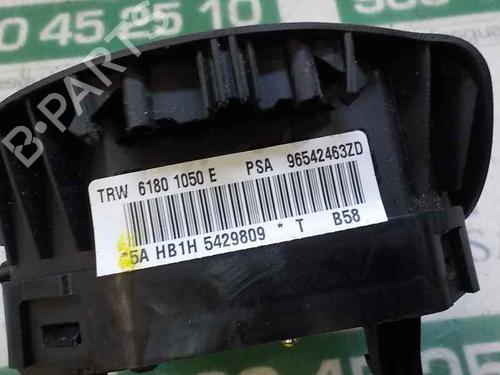 0 45 25 10
B-PARTS
TRW 6180 1050 E PSA 96542463ZD
*5A HB1H 5429809 * T B58